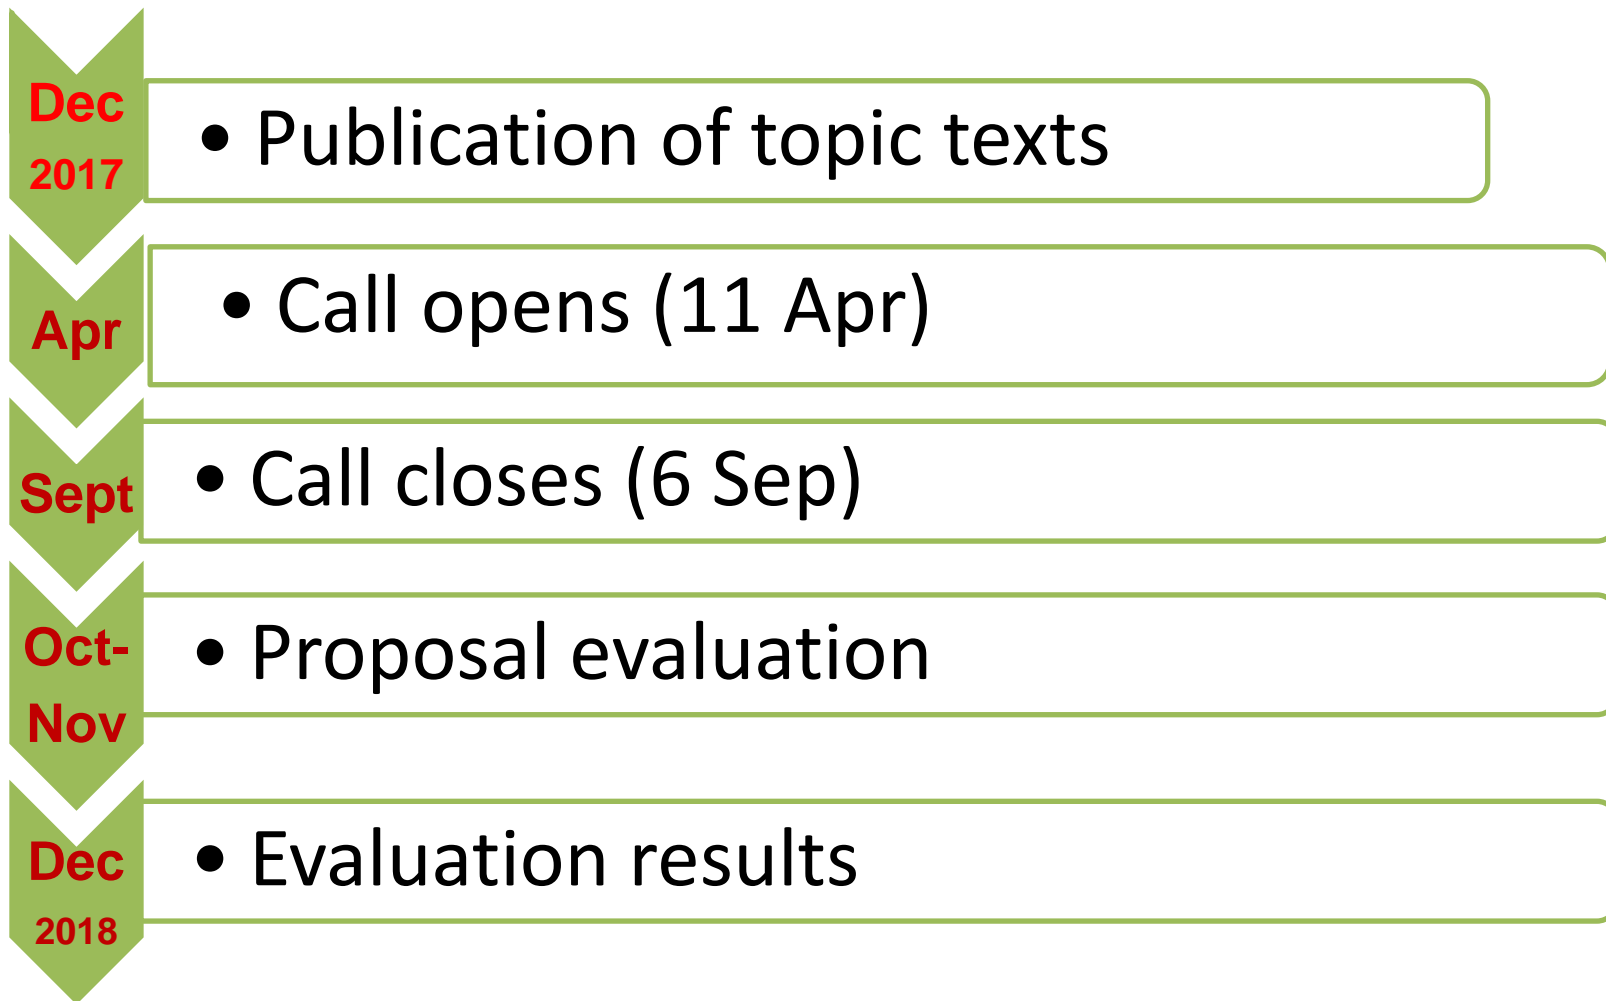 Dec
2017
• Publication of topic texts
Apr
• Call opens (11 Apr)
Sept
• Call closes (6 Sep)
Oct-
Nov
• Proposal evaluation
Dec
2018
• Evaluation results